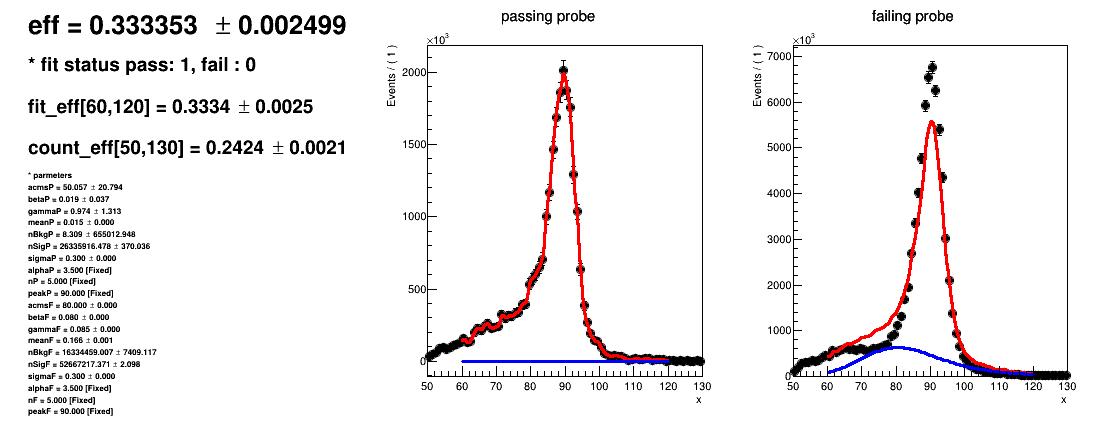 eff = 0.333353 ± 0.002499
* fit status pass: 1, fail : 0
fit_eff[60,120] = 0.3334 ± 0.0025
count_eff[50,130] = 0.2424 ± 0.0021
* parmeters
acmsP = 50.057 ± 20.794
betaP = 0.019 ± 0.037
gammaP = 0.974 ± 1.313
meanP = 0.015 ± 0.000
nBkgP = 8.309 ± 655012.948
nSigP = 26335916.478 ± 370.036
sigmaP = 0.300 ± 0.000
alphaP = 3.500 [Fixed]
nP = 5.000 [Fixed]
peakP = 90.000 [Fixed]
acmsF = 80.000 ± 0.000
betaF = 0.080 ± 0.000
gammaF = 0.085 ± 0.000
meanF = 0.166 ± 0.001
nBkgF = 16334459.007 ± 7409.117
nSigF = 52667217.371 ± 2.098
sigmaF = 0.300 ± 0.000
alphaF = 3.500 [Fixed]
nF = 5.000 [Fixed]
peakF = 90.000 [Fixed]
passing probe
×10³
Events / ( 1 )
2000
1500
1000
500
0
50 60 70 80 90 100 110 120 130
x
failing probe
×10³
Events / ( 1 )
7000
6000
5000
4000
3000
2000
1000
0
50 60 70 80 90 100 110 120 130
x